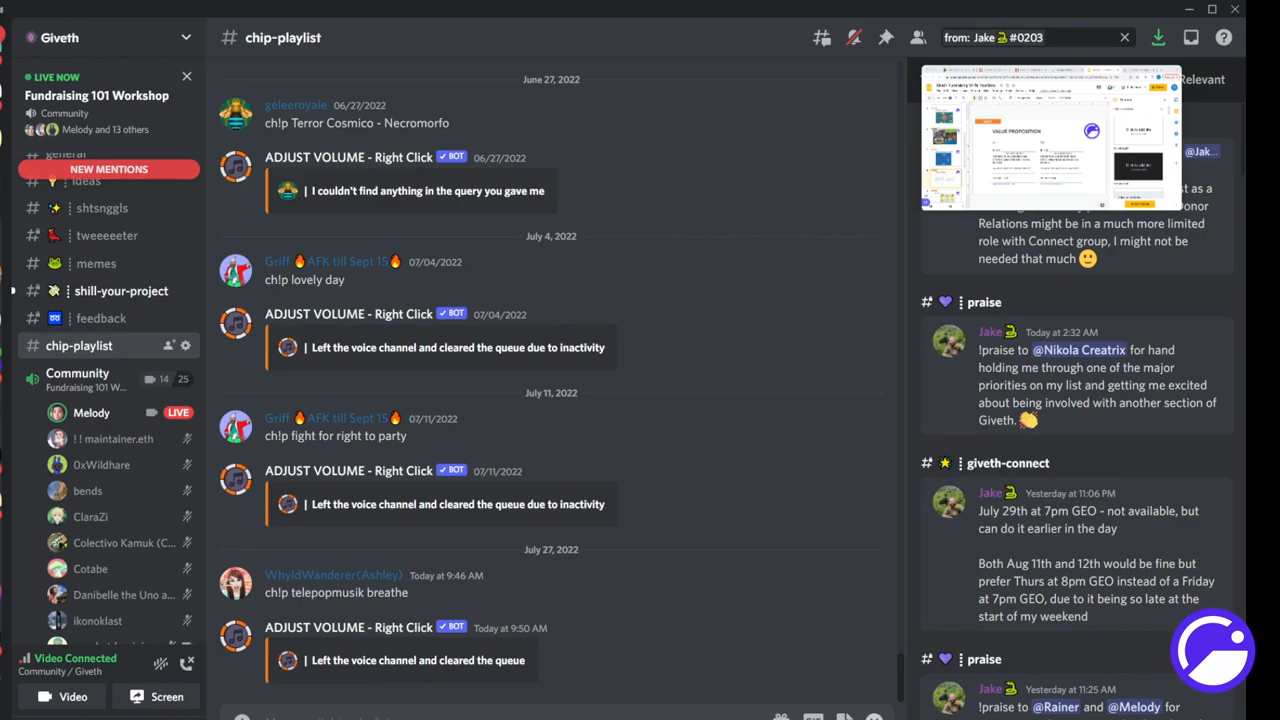 Giveth
LIVE NOW
Fundraising 101 Workshop
Community
Melody and 13 others
general
NEW MENTIONS
ideas
shtsnggls
tweeeeter
memes
shill-your-project
feedback
chip-playlist
Community
14 25
Fundraising 101 W...
Melody
LIVE
! ! maintainer.eth
0xWildhare
bends
ClaraZi
Colectivo Kamuk (C...
Cotabe
Danibelle the Uno a...
ikonoklast
Video Connected
Community / Giveth
Video
Screen
# chip-playlist
from: Jake🐍#0203
June 27, 2022
geleeroyale 06/27/2022
ADJUST VOLUME - Right Click ✓ BOT 06/27/2022
July 4, 2022
Griff 🔥AFK till Sept 15🔥 07/04/2022
ch!p lovely day
ADJUST VOLUME - Right Click ✓ BOT 07/04/2022
| Left the voice channel and cleared the queue due to inactivity
July 11, 2022
Griff 🔥AFK till Sept 15🔥 07/11/2022
ch!p fight for right to party
ADJUST VOLUME - Right Click ✓ BOT 07/11/2022
| Left the voice channel and cleared the queue due to inactivity
July 27, 2022
WhyldWanderer(Ashley) Today at 9:46 AM
ch!p telepopmusik breathe
ADJUST VOLUME - Right Click ✓ BOT Today at 9:50 AM
| Left the voice channel and cleared the queue
Relevant
VALUE PROPOSITION
@Jak...
st as a
onor
Relations might be in a much more limited
role with Connect group, I might not be
needed that much 🙂
# 💜 ⋮ praise
Jake🐍 Today at 2:32 AM
!praise to @Nikola Creatrix for hand
holding me through one of the major
priorities on my list and getting me excited
about being involved with another section of
Giveth. 👏
# ⭐ ⋮ giveth-connect
Jake🐍 Yesterday at 11:06 PM
July 29th at 7pm GEO - not available, but
can do it earlier in the day
Both Aug 11th and 12th would be fine but
prefer Thurs at 8pm GEO instead of a Friday
at 7pm GEO, due to it being so late at the
start of my weekend
# 💜 ⋮ praise
Jake🐍 Yesterday at 11:25 AM
!praise to @Rainer and @Melody for